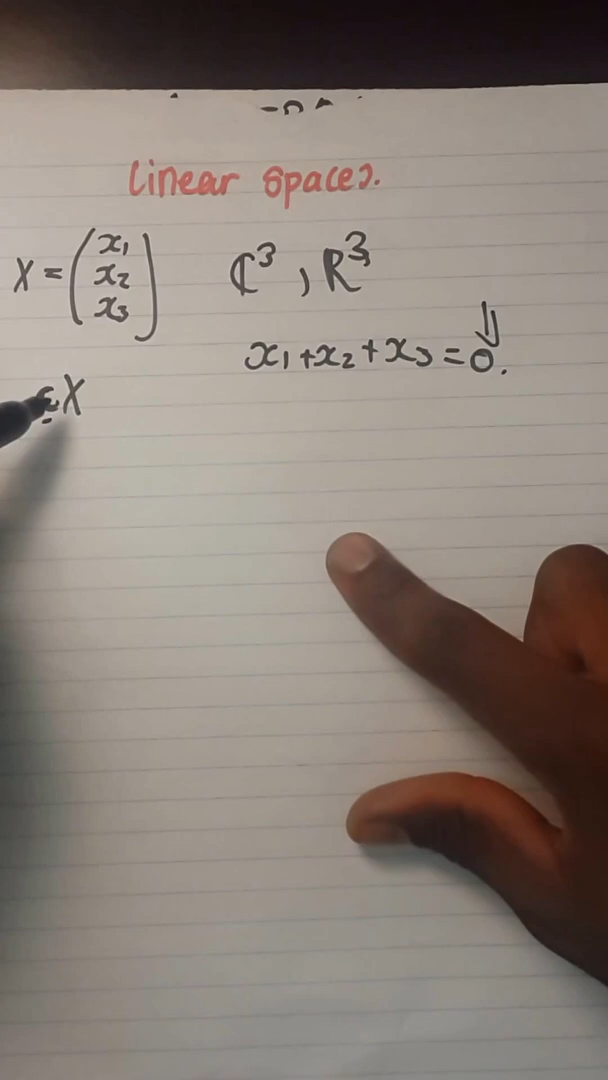 Linear Spaces.
X = (x₁ x₂ x₃) ℂ³, ℝ³
x₁ + x₂ + x₃ = 0.
X